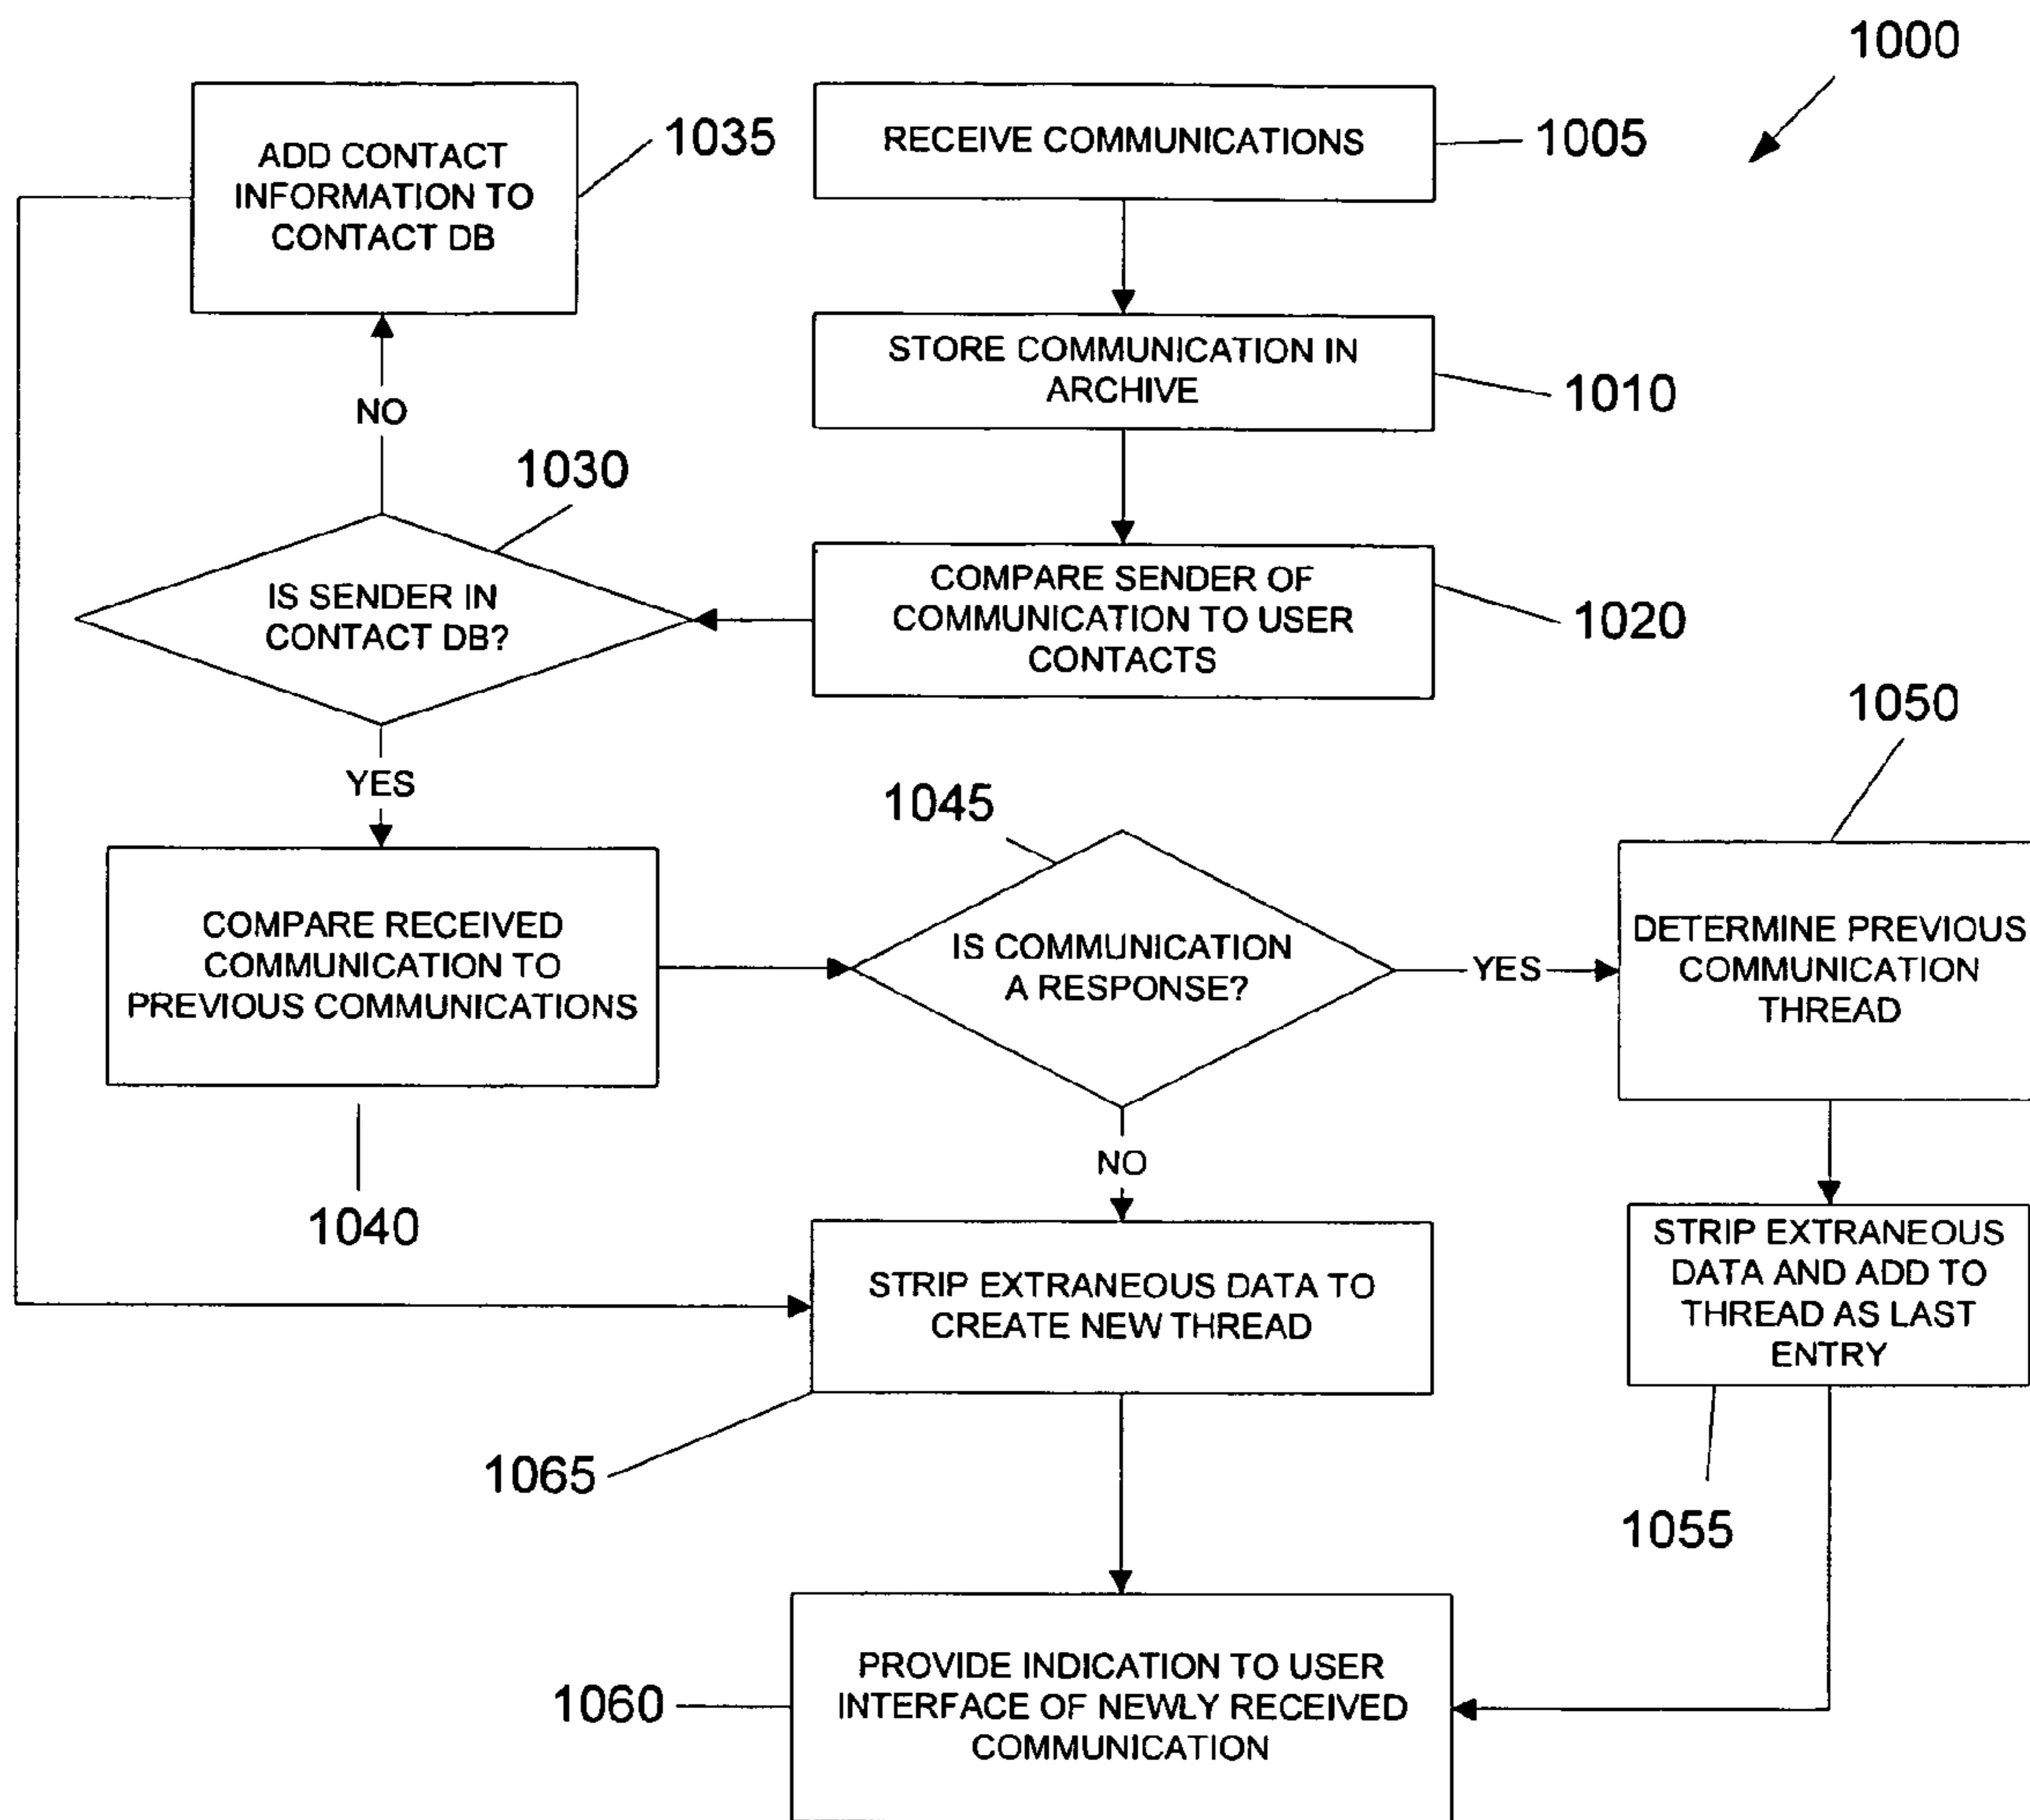 1000
ADD CONTACT
INFORMATION TO
CONTACT DB
1035
RECEIVE COMMUNICATIONS
1005
STORE COMMUNICATION IN
ARCHIVE
1010
NO
1030
IS SENDER IN
CONTACT DB?
COMPARE SENDER OF
COMMUNICATION TO USER
CONTACTS
1020
YES
1045
1050
COMPARE RECEIVED
COMMUNICATION TO
PREVIOUS COMMUNICATIONS
1040
IS COMMUNICATION
A RESPONSE?
YES
DETERMINE PREVIOUS
COMMUNICATION
THREAD
NO
STRIP EXTRANEOUS DATA TO
CREATE NEW THREAD
1065
STRIP EXTRANEOUS
DATA AND ADD TO
THREAD AS LAST
ENTRY
1055
PROVIDE INDICATION TO USER
INTERFACE OF NEWLY RECEIVED
COMMUNICATION
1060